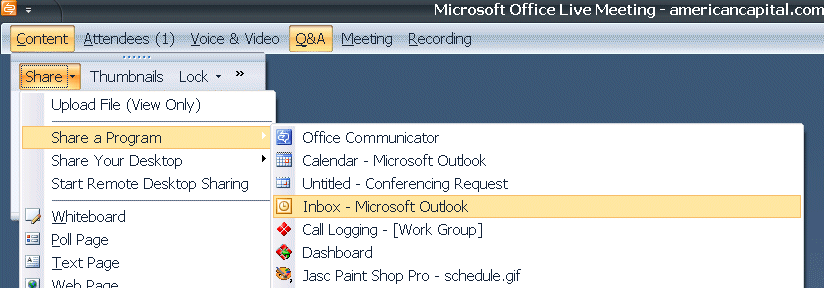 Microsoft Office Live Meeting - americancapital.com
Content Attendees (1) Voice & Video Q&A Meeting Recording
Share Thumbnails Lock »
Upload File (View Only)
Share a Program
Share Your Desktop
Start Remote Desktop Sharing
Whiteboard
Poll Page
Text Page
Web Page
Office Communicator
Calendar - Microsoft Outlook
Untitled - Conferencing Request
Inbox - Microsoft Outlook
Call Logging - [Work Group]
Dashboard
Jasc Paint Shop Pro - schedule.gif